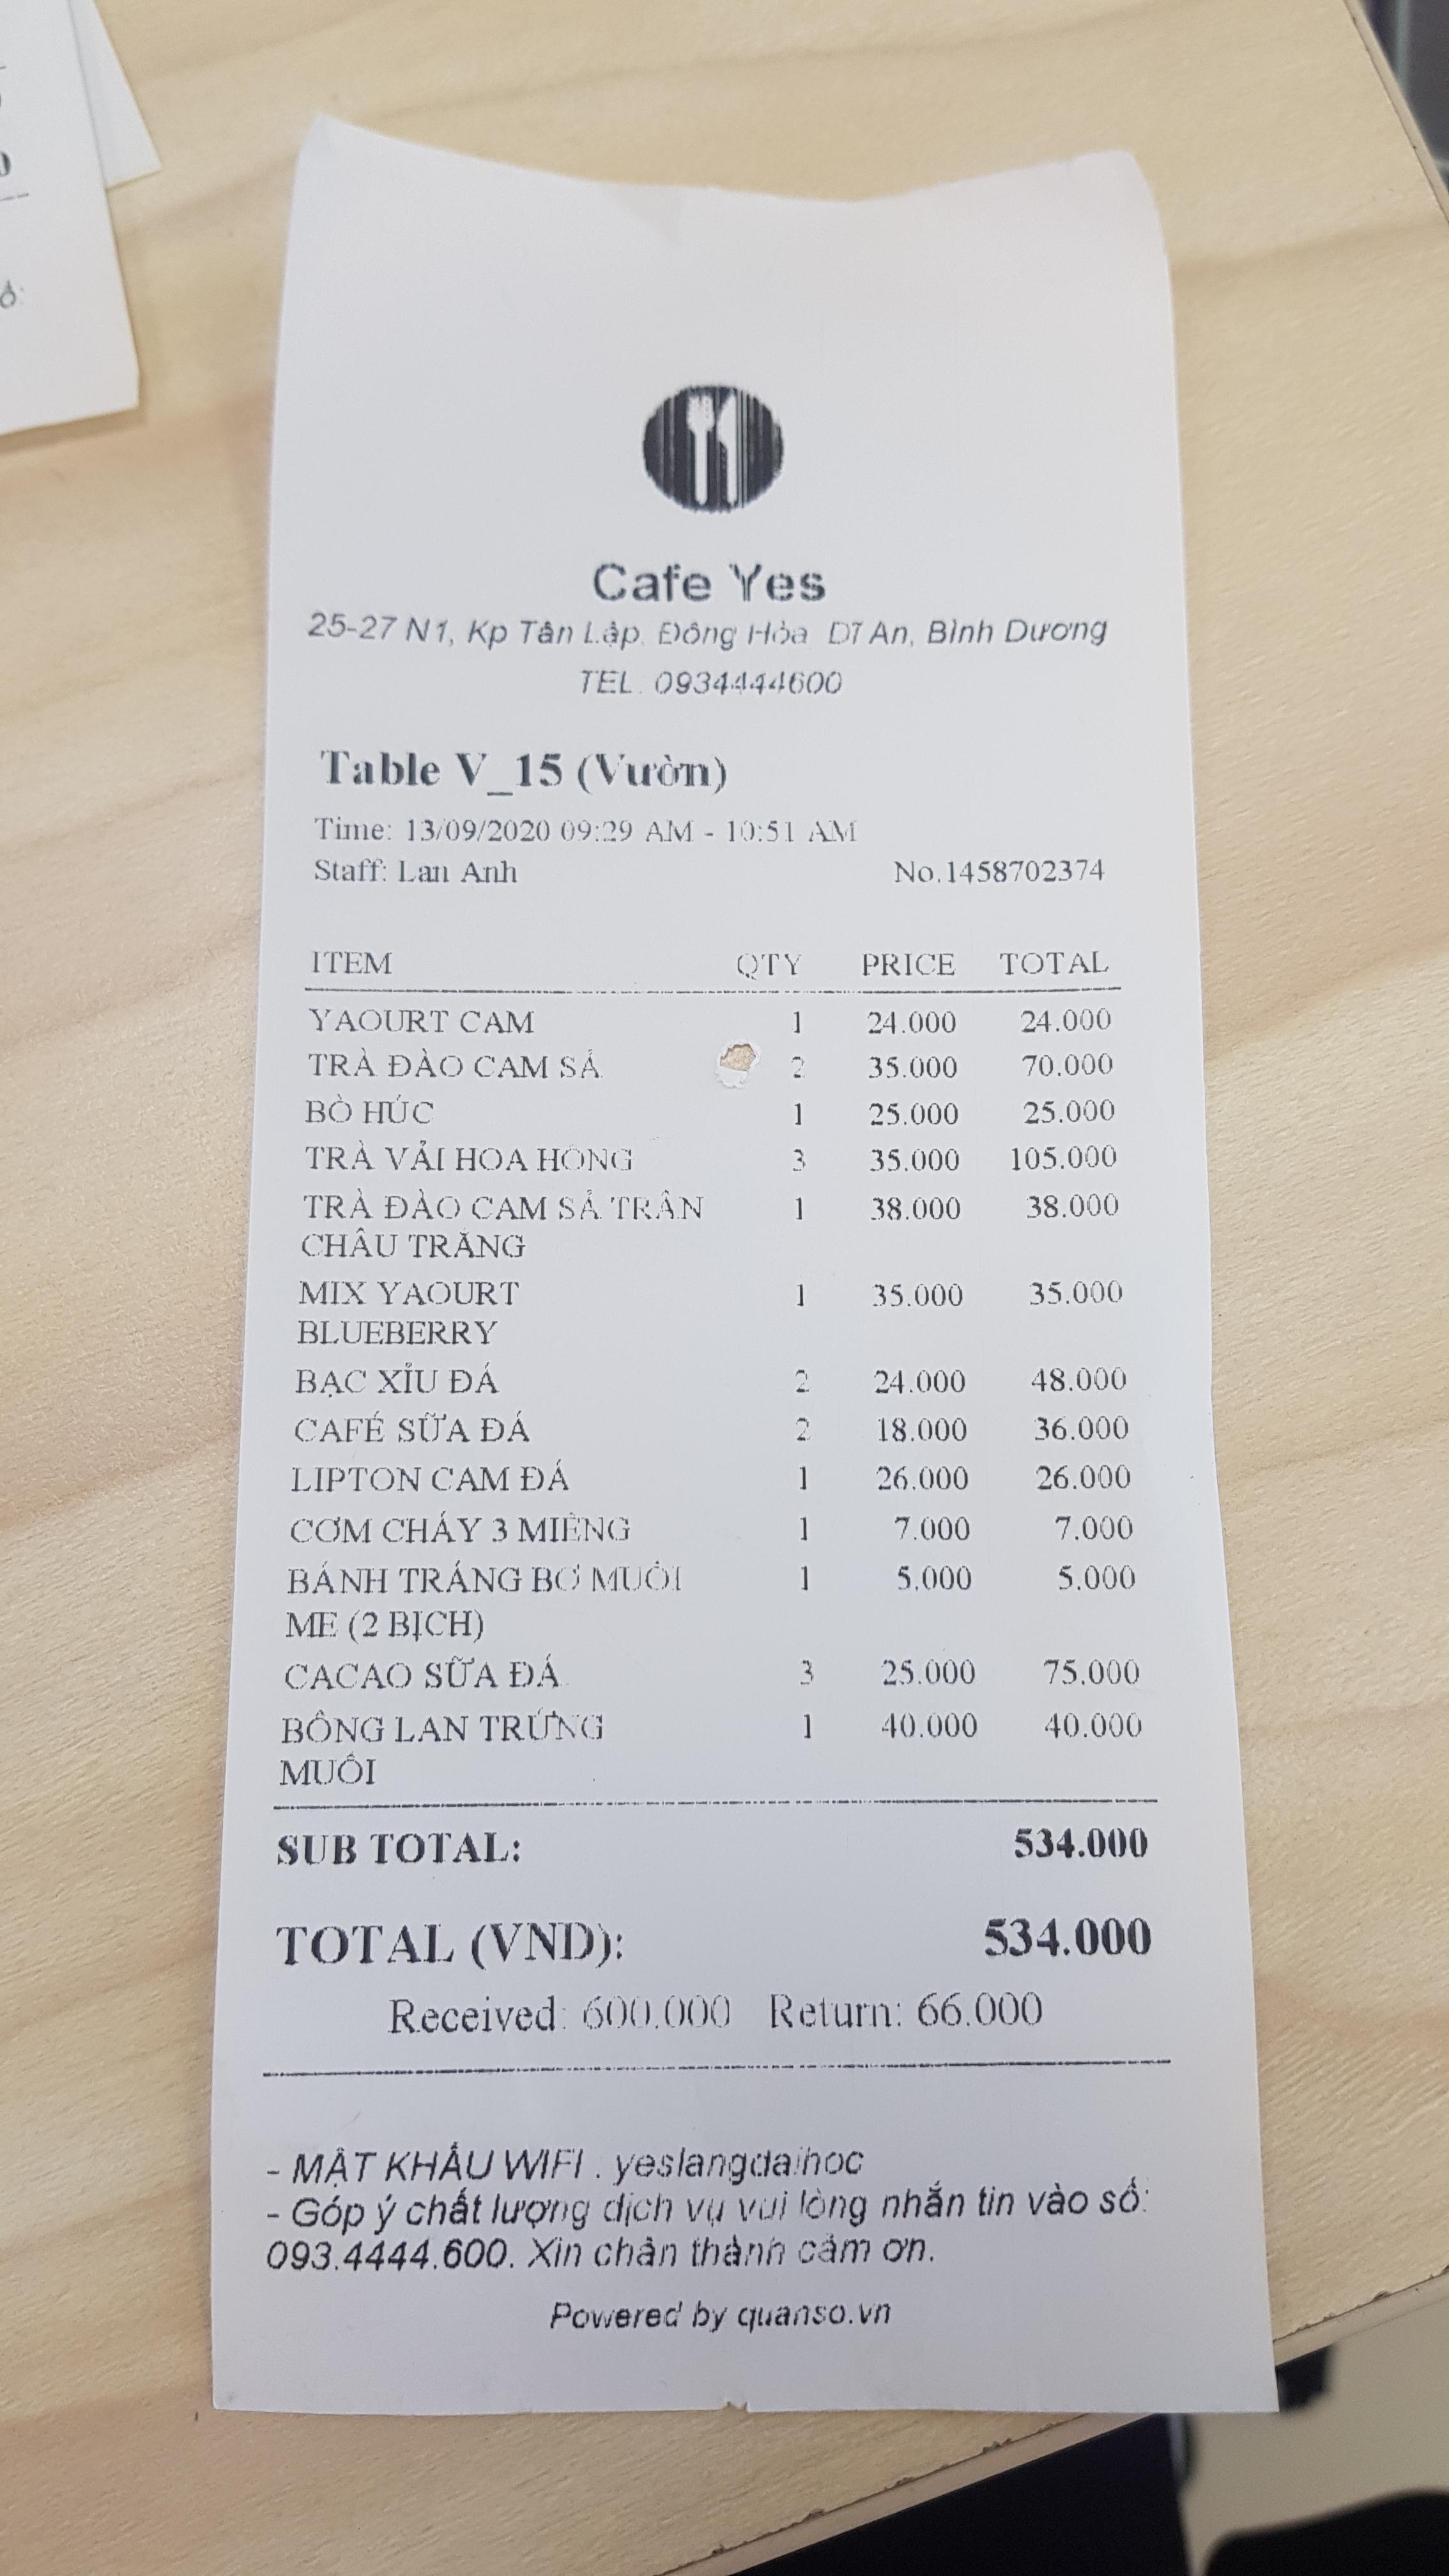 Cafe Yes
25-27 N1, Kp Tân Lập, Đông Hòa Dĩ An, Bình Dương
TEL. 0934444600
Table V_15 (Vườn)
Time: 13/09/2020 09:29 AM - 10:51 AM
Staff: Lan Anh No.1458702374
ITEM QTY PRICE TOTAL
YAOURT CAM 1 24.000 24.000
TRÀ ĐÀO CAM SẢ 2 35.000 70.000
BÒ HÚC 1 25.000 25.000
TRÀ VẢI HOA HỒNG 3 35.000 105.000
TRÀ ĐÀO CAM SẢ TRÂN 1 38.000 38.000
CHÂU TRẮNG
MIX YAOURT 1 35.000 35.000
BLUEBERRY
BẠC XỈU ĐÁ 2 24.000 48.000
CAFÉ SỮA ĐÁ 2 18.000 36.000
LIPTON CAM ĐÁ 1 26.000 26.000
CƠM CHÁY 3 MIẾNG 1 7.000 7.000
BÁNH TRÁNG BƠ MUỐI 1 5.000 5.000
ME (2 BỊCH)
CACAO SỮA ĐÁ 3 25.000 75.000
BÔNG LAN TRỨNG 1 40.000 40.000
MUỐI
SUB TOTAL: 534.000
TOTAL (VND): 534.000
Received: 600.000 Return: 66.000
- MẬT KHẨU WIFI : yeslangdaihoc
- Góp ý chất lượng dịch vụ vui lòng nhắn tin vào số:
093.4444.600. Xin chân thành cảm ơn.
Powered by quanso.vn